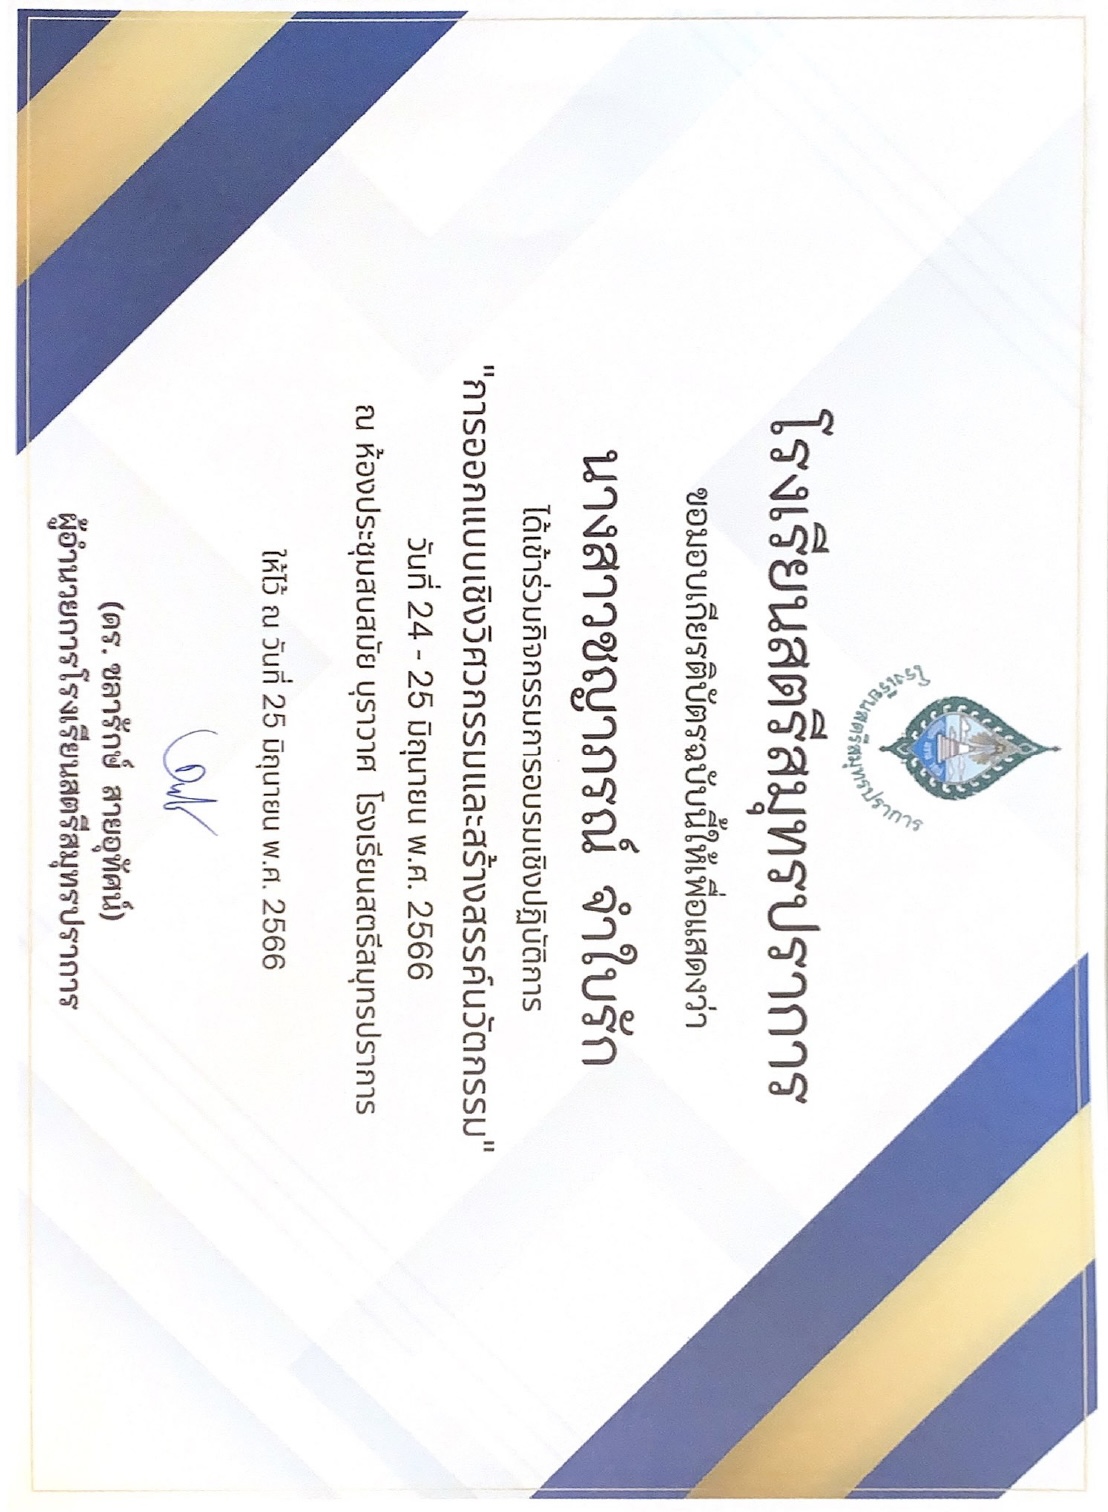 โรงเรียนสตรีสมุทรปราการ
โรงเรียนสตรีสมุทรปราการ
ขอมอบเกียรติบัตรฉบับนี้ให้เพื่อแสดงว่า
นางสาวชญาภรณ์ จำใบรัก
ได้เข้าร่วมกิจกรรมการอบรมเชิงปฏิบัติการ
"การออกแบบเชิงวิศวกรรมและสร้างสรรค์นวัตกรรม"
วันที่ 24 - 25 มิถุนายน พ.ศ. 2566
ณ ห้องประชุมสบสมัย บุราวาศ โรงเรียนสตรีสมุทรปราการ
ให้ไว้ ณ วันที่ 25 มิถุนายน พ.ศ. 2566
(ดร. ชลารักษ์ สายอุทัศน์)
ผู้อำนวยการโรงเรียนสตรีสมุทรปราการ